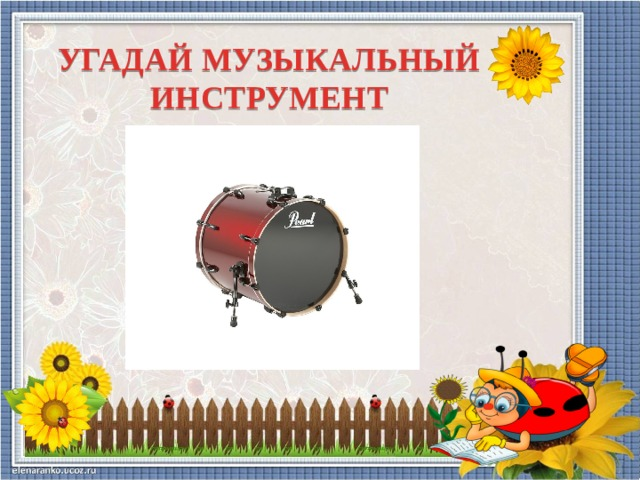 УГАДАЙ МУЗЫКАЛЬНЫЙ
ИНСТРУМЕНТ
Pearl
elenaranko.ucoz.ru